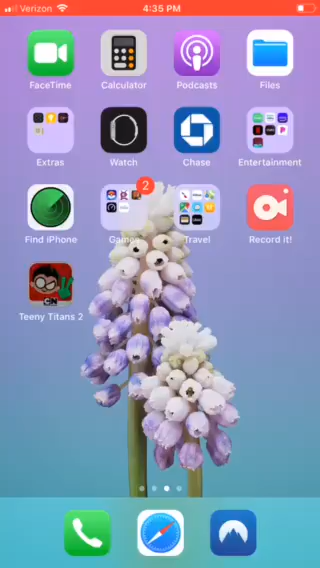 Verizon 4:35 PM
FaceTime Calculator Podcasts Files
Extras Watch Chase Entertainment
2
Find iPhone Games Travel Record it!
CN
Teeny Titans 2